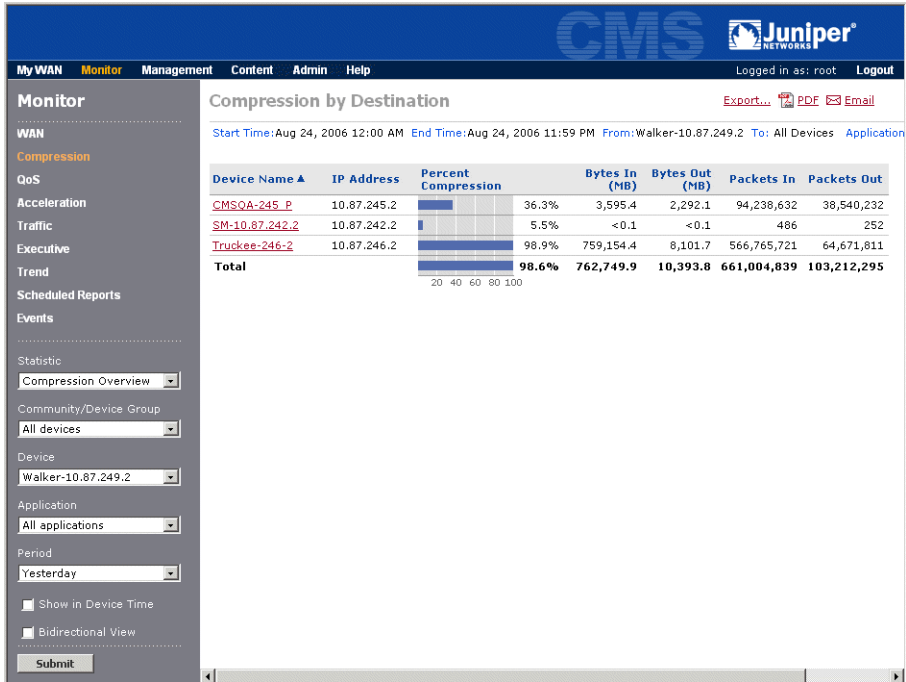 CMS
Juniper
NETWORKS
My WAN Monitor Management Content Admin Help Logged in as: root Logout
Monitor
WAN
Compression
QoS
Acceleration
Traffic
Executive
Trend
Scheduled Reports
Events
Statistic
Compression Overview
Community/Device Group
All devices
Device
Walker-10.87.249.2
Application
All applications
Period
Yesterday
Show in Device Time
Bidirectional View
Submit
Compression by Destination Export... PDF Email
Start Time:Aug 24, 2006 12:00 AM End Time:Aug 24, 2006 11:59 PM From:Walker-10.87.249.2 To: All Devices Application
Device Name IP Address Percent Compression Bytes In (MB) Bytes Out (MB) Packets In Packets Out
CMSQA-245_P 10.87.245.2 36.3% 3,595.4 2,292.1 94,238,632 38,540,232
SM-10.87.242.2 10.87.242.2 5.5% <0.1 <0.1 486 252
Truckee-246-2 10.87.246.2 98.9% 759,154.4 8,101.7 566,765,721 64,671,811
Total 98.6% 762,749.9 10,393.8 661,004,839 103,212,295
20 40 60 80 100